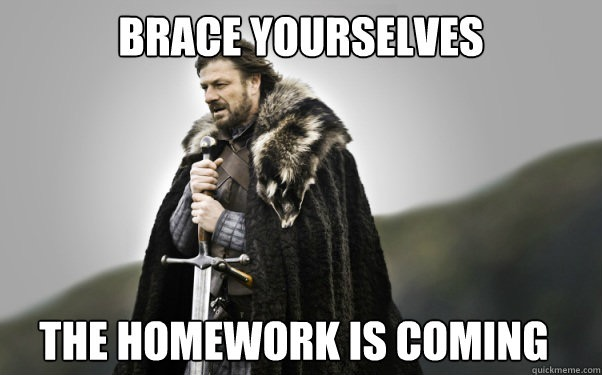 BRACE YOURSELVES
THE HOMEWORK IS COMING
quickmeme.com